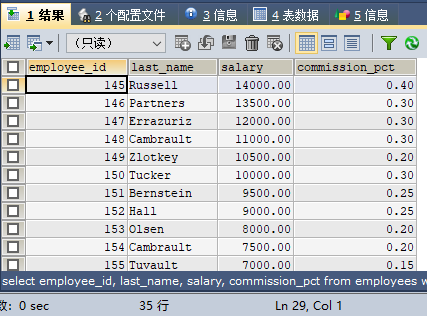 1 结果 2 个配置文件 3 信息 4 表数据 5 信息
（只读）
employee_id last_name salary commission_pct
145 Russell 14000.00 0.40
146 Partners 13500.00 0.30
147 Errazuriz 12000.00 0.30
148 Cambrault 11000.00 0.30
149 Zlotkey 10500.00 0.20
150 Tucker 10000.00 0.30
151 Bernstein 9500.00 0.25
152 Hall 9000.00 0.25
153 Olsen 8000.00 0.20
154 Cambrault 7500.00 0.20
155 Tuvault 7000.00 0.15
select employee_id, last_name, salary, commission_pct from employees w
数: 0 sec 35 行 Ln 29, Col 1